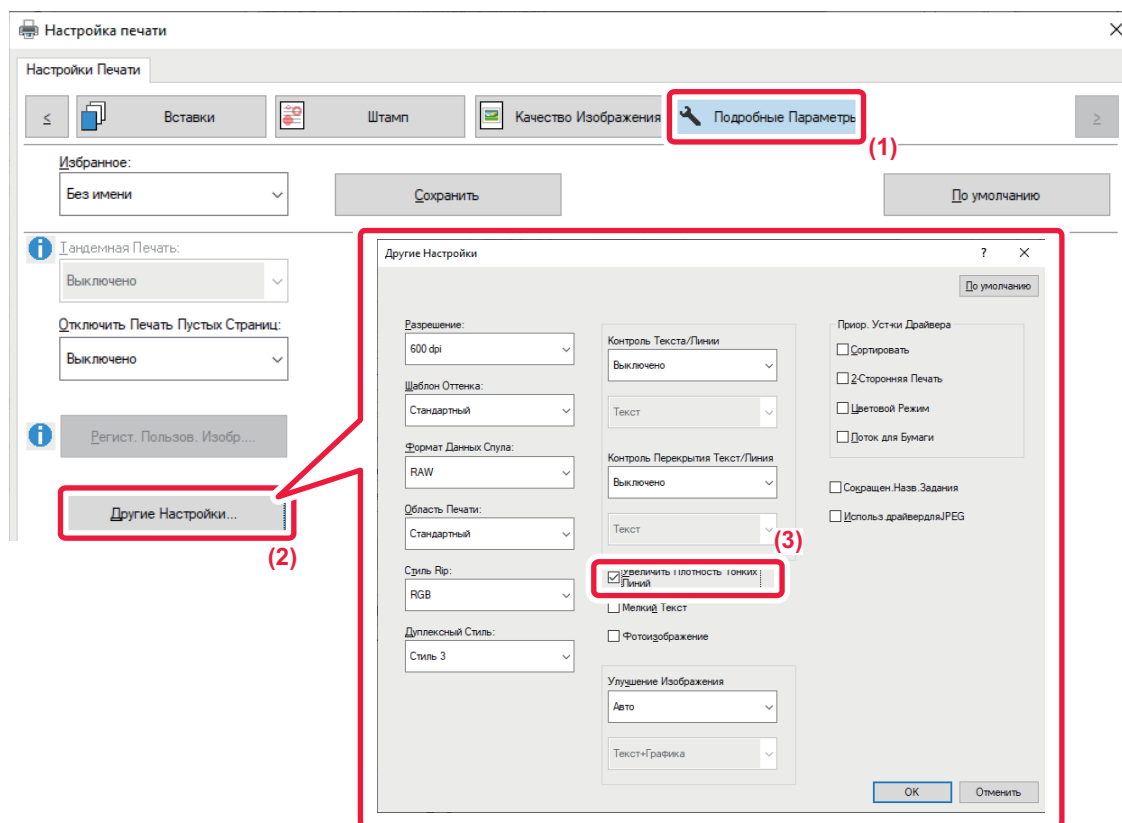 Настройка печати
Настройки Печати
<
Вставки
Штамп
Качество Изображения
Подробные Параметры
>
(1)
Избранное:
Без имени
Сохранить
По умолчанию
Тандемная Печать:
Выключено
Отключить Печать Пустых Страниц:
Выключено
Регист. Пользов. Изобр....
Другие Настройки...
(2)
Другие Настройки
?
По умолчанию
Разрешение:
600 dpi
Шаблон Оттенка:
Стандартный
Формат Данных Спула:
RAW
Область Печати:
Стандартный
Стиль Rip:
RGB
Дуплексный Стиль:
Стиль 3
Контроль Текста/Линии
Выключено
Текст
Контроль Перекрытия Текст/Линия
Выключено
Текст
(3)
Увеличить Плотность Тонких
Линий
Мелкий Текст
Фотоизображение
Улучшение Изображения
Авто
Текст+Графика
Приор. Уст-ки Драйвера
Сортировать
2-Сторонняя Печать
Цветовой Режим
Лоток для Бумаги
Сокращен.Назв.Задания
Использ.драйвердляJPEG
OK
Отменить